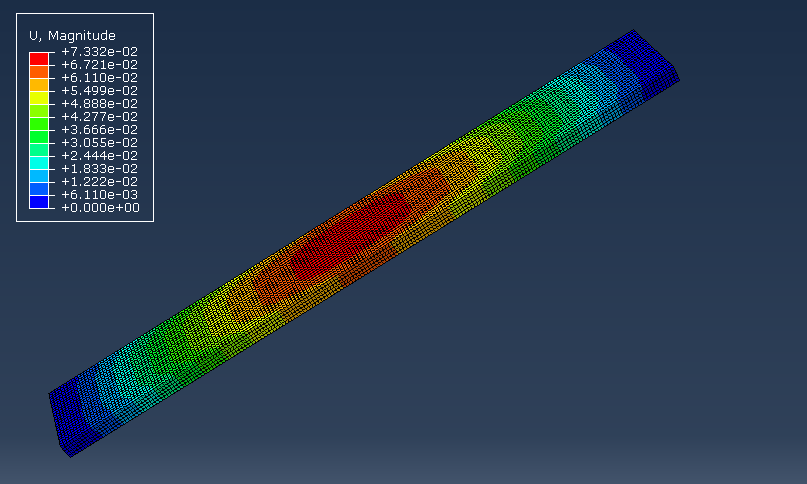 U, Magnitude
+7.332e-02
+6.721e-02
+6.110e-02
+5.499e-02
+4.888e-02
+4.277e-02
+3.666e-02
+3.055e-02
+2.444e-02
+1.833e-02
+1.222e-02
+6.110e-03
+0.000e+00